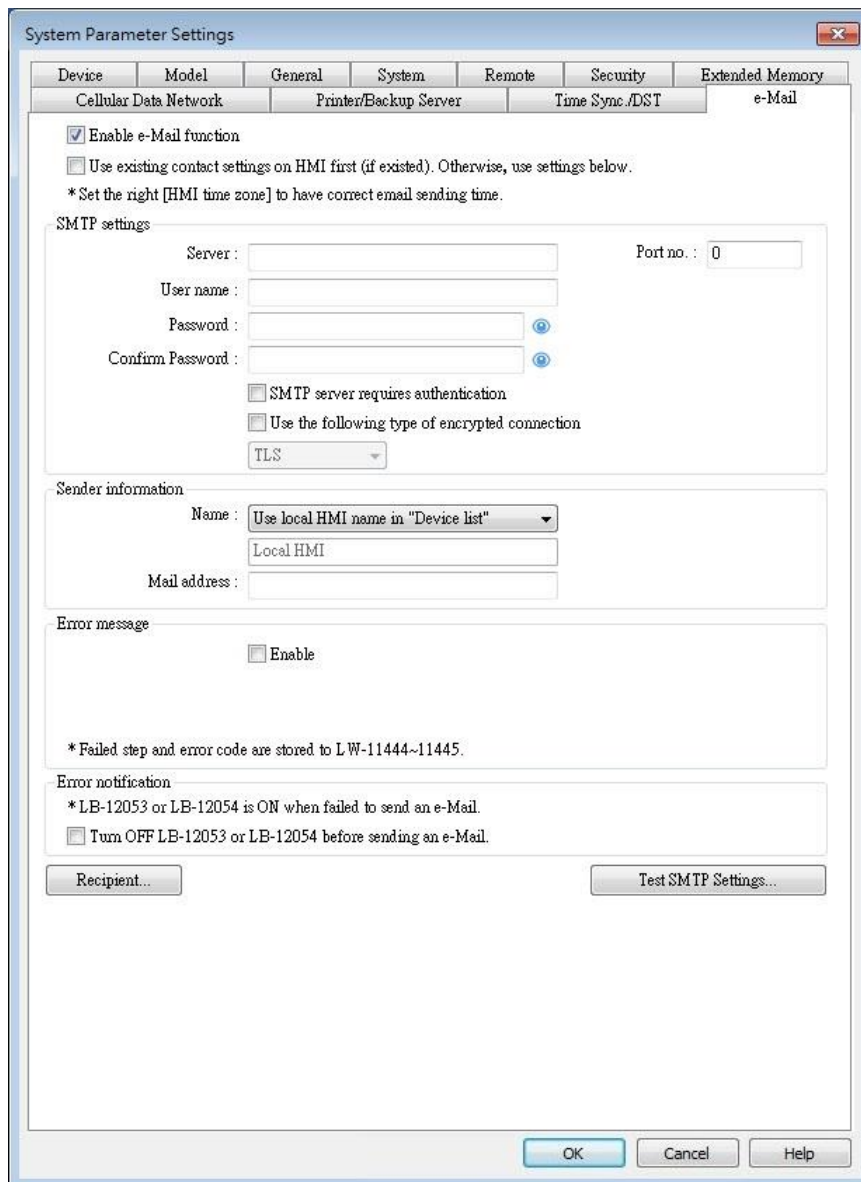 System Parameter Settings
Device Model General System Remote Security Extended Memory
Cellular Data Network Printer/Backup Server Time Sync./DST e-Mail
Enable e-Mail function
Use existing contact settings on HMI first (if existed). Otherwise, use settings below.
* Set the right [HMI time zone] to have correct email sending time.
SMTP settings
Server : Port no. : 0
User name :
Password :
Confirm Password :
SMTP server requires authentication
Use the following type of encrypted connection
TLS
Sender information
Name : Use local HMI name in "Device list"
Local HMI
Mail address :
Error message
Enable
* Failed step and error code are stored to LW-11444~11445.
Error notification
* LB-12053 or LB-12054 is ON when failed to send an e-Mail.
Turn OFF LB-12053 or LB-12054 before sending an e-Mail.
Recipient... Test SMTP Settings...
OK Cancel Help